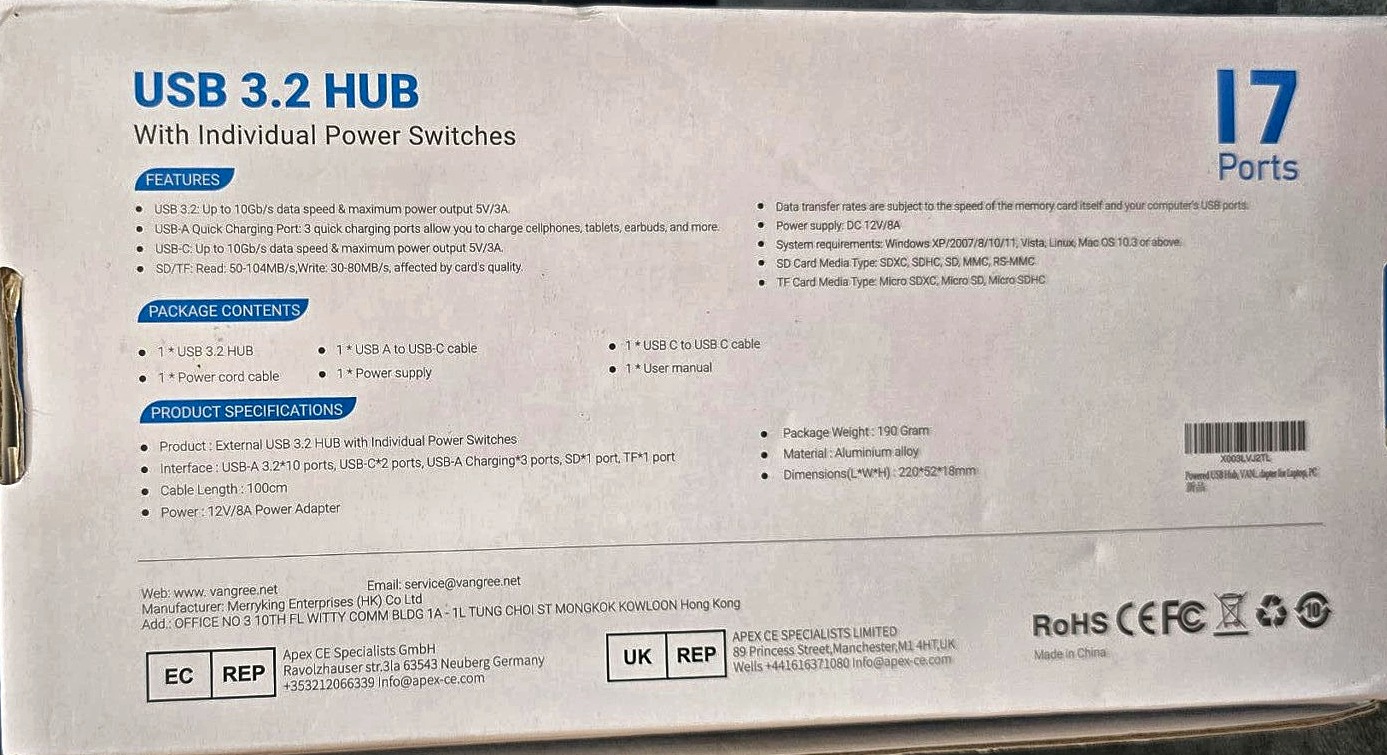 USB 3.2 HUB
With Individual Power Switches
17
Ports
FEATURES
• USB 3.2: Up to 10Gb/s data speed & maximum power output 5V/3A.
• USB-A Quick Charging Port: 3 quick charging ports allow you to charge cellphones, tablets, earbuds, and more.
• USB-C: Up to 10Gb/s data speed & maximum power output 5V/3A.
• SD/TF: Read: 50-104MB/s,Write: 30-80MB/s, affected by card's quality.
• Data transfer rates are subject to the speed of the memory card itself and your computer's USB ports.
• Power supply: DC 12V/8A
• System requirements: Windows XP/2007/8/10/11, Vista, Linux, Mac OS 10.3 or above.
• SD Card Media Type: SDXC, SDHC, SD, MMC, RS-MMC
• TF Card Media Type: Micro SDXC, Micro SD, Micro SDHC
PACKAGE CONTENTS
• 1 * USB 3.2 HUB
• 1 * USB A to USB-C cable
• 1 * USB C to USB C cable
• 1 * Power cord cable
• 1 * Power supply
• 1 * User manual
PRODUCT SPECIFICATIONS
• Product : External USB 3.2 HUB with Individual Power Switches
• Interface : USB-A 3.2*10 ports, USB-C*2 ports, USB-A Charging*3 ports, SD*1 port, TF*1 port
• Cable Length : 100cm
• Power : 12V/8A Power Adapter
• Package Weight : 190 Gram
• Material : Aluminium alloy
• Dimensions(L*W*H) : 220*52*18mm
X003LVJ2TL
Powered USB Hub, VAN...dapter for Laptop, PC
新品
Web: www. vangree.net
Email: service@vangree.net
Manufacturer: Merryking Enterprises (HK) Co Ltd
Add.: OFFICE NO 3 10TH FL WITTY COMM BLDG 1A - 1L TUNG CHOI ST MONGKOK KOWLOON Hong Kong
EC REP
Apex CE Specialists GmbH
Ravolzhauser str.3la 63543 Neuberg Germany
+353212066339 Info@apex-ce.com
UK REP
APEX CE SPECIALISTS LIMITED
89 Princess Street,Manchester,M1 4HT,UK
Wells +441616371080 Info@apex-ce.com
RoHS CE FC 10
Made in China